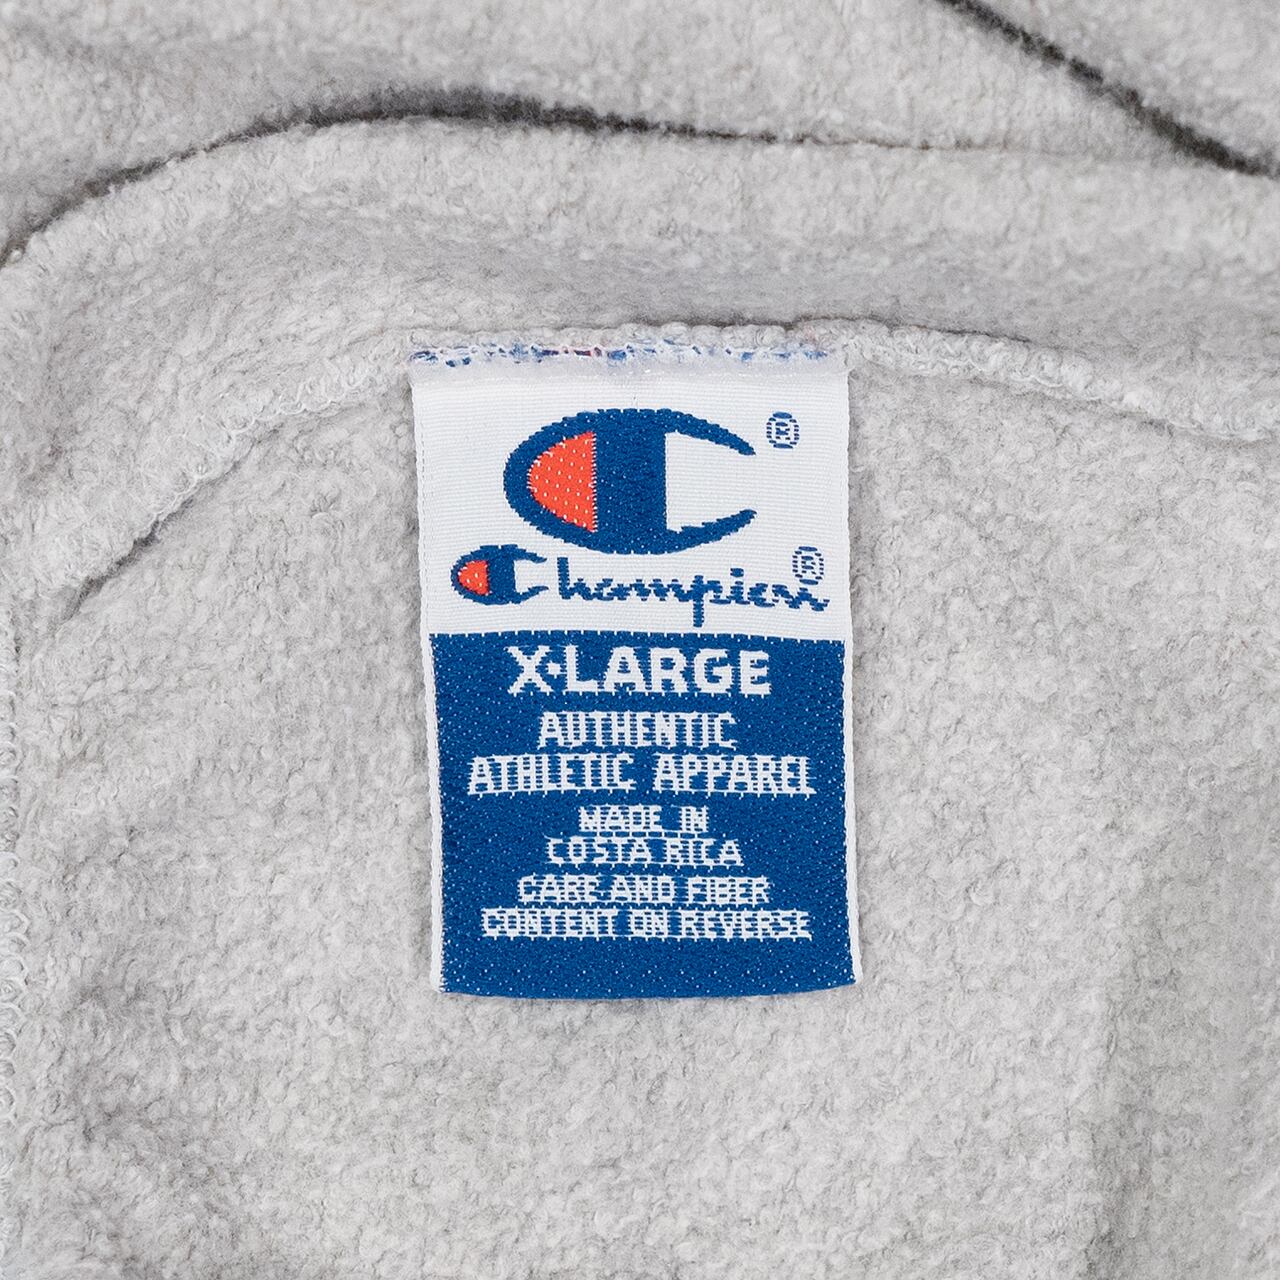 C®
Champion®
X·LARGE
AUTHENTIC
ATHLETIC APPAREL
MADE IN
COSTA RICA
CARE AND FIBER
CONTENT ON REVERSE